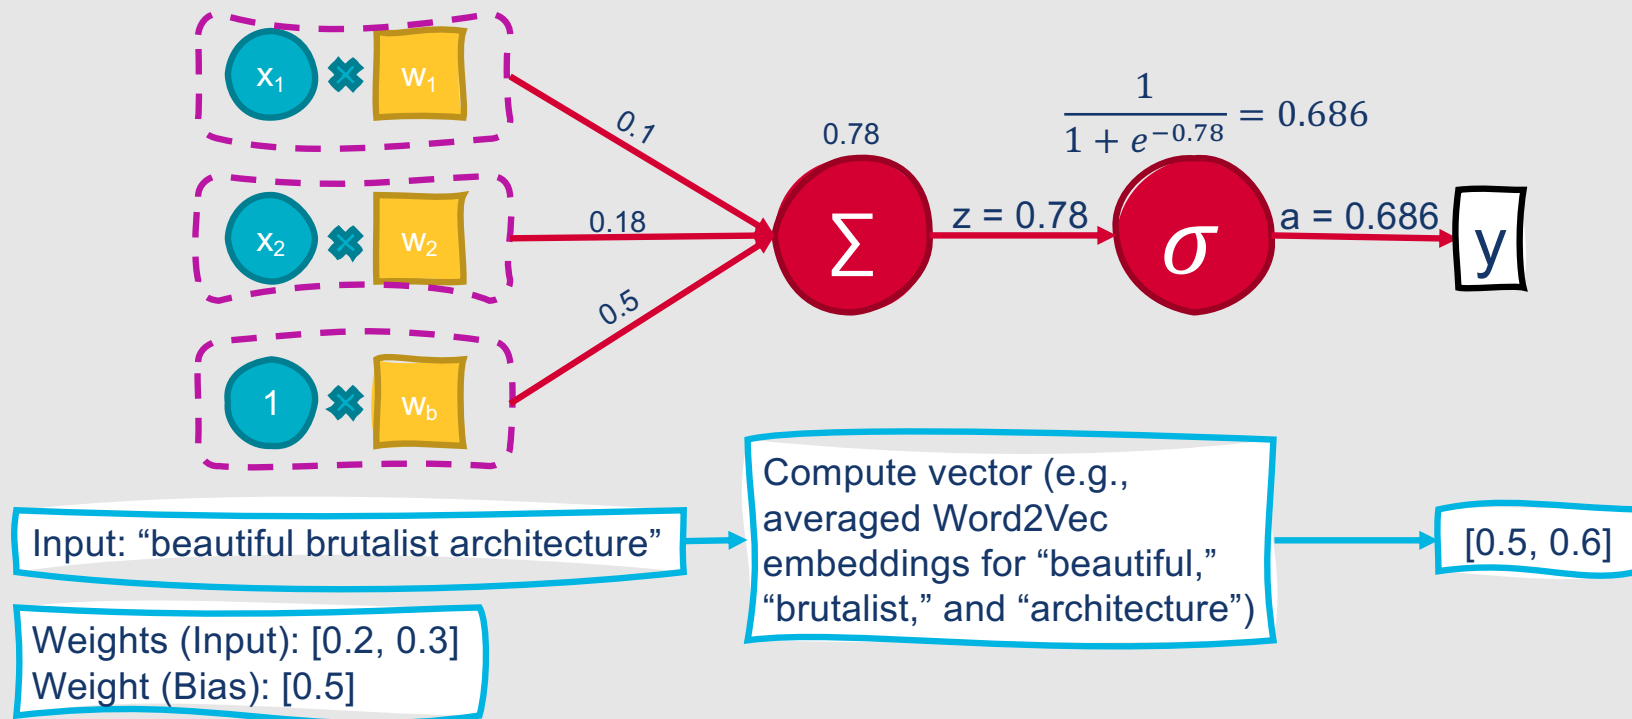 x₁ × w₁
0.1
x₂ × w₂
0.18
1 × w_b
0.5
0.78
∑
z = 0.78
1/(1 + e^{−0.78}) = 0.686
σ
a = 0.686
y
Input: “beautiful brutalist architecture”
Compute vector (e.g.,
averaged Word2Vec
embeddings for “beautiful,”
“brutalist,” and “architecture”)
[0.5, 0.6]
Weights (Input): [0.2, 0.3]
Weight (Bias): [0.5]